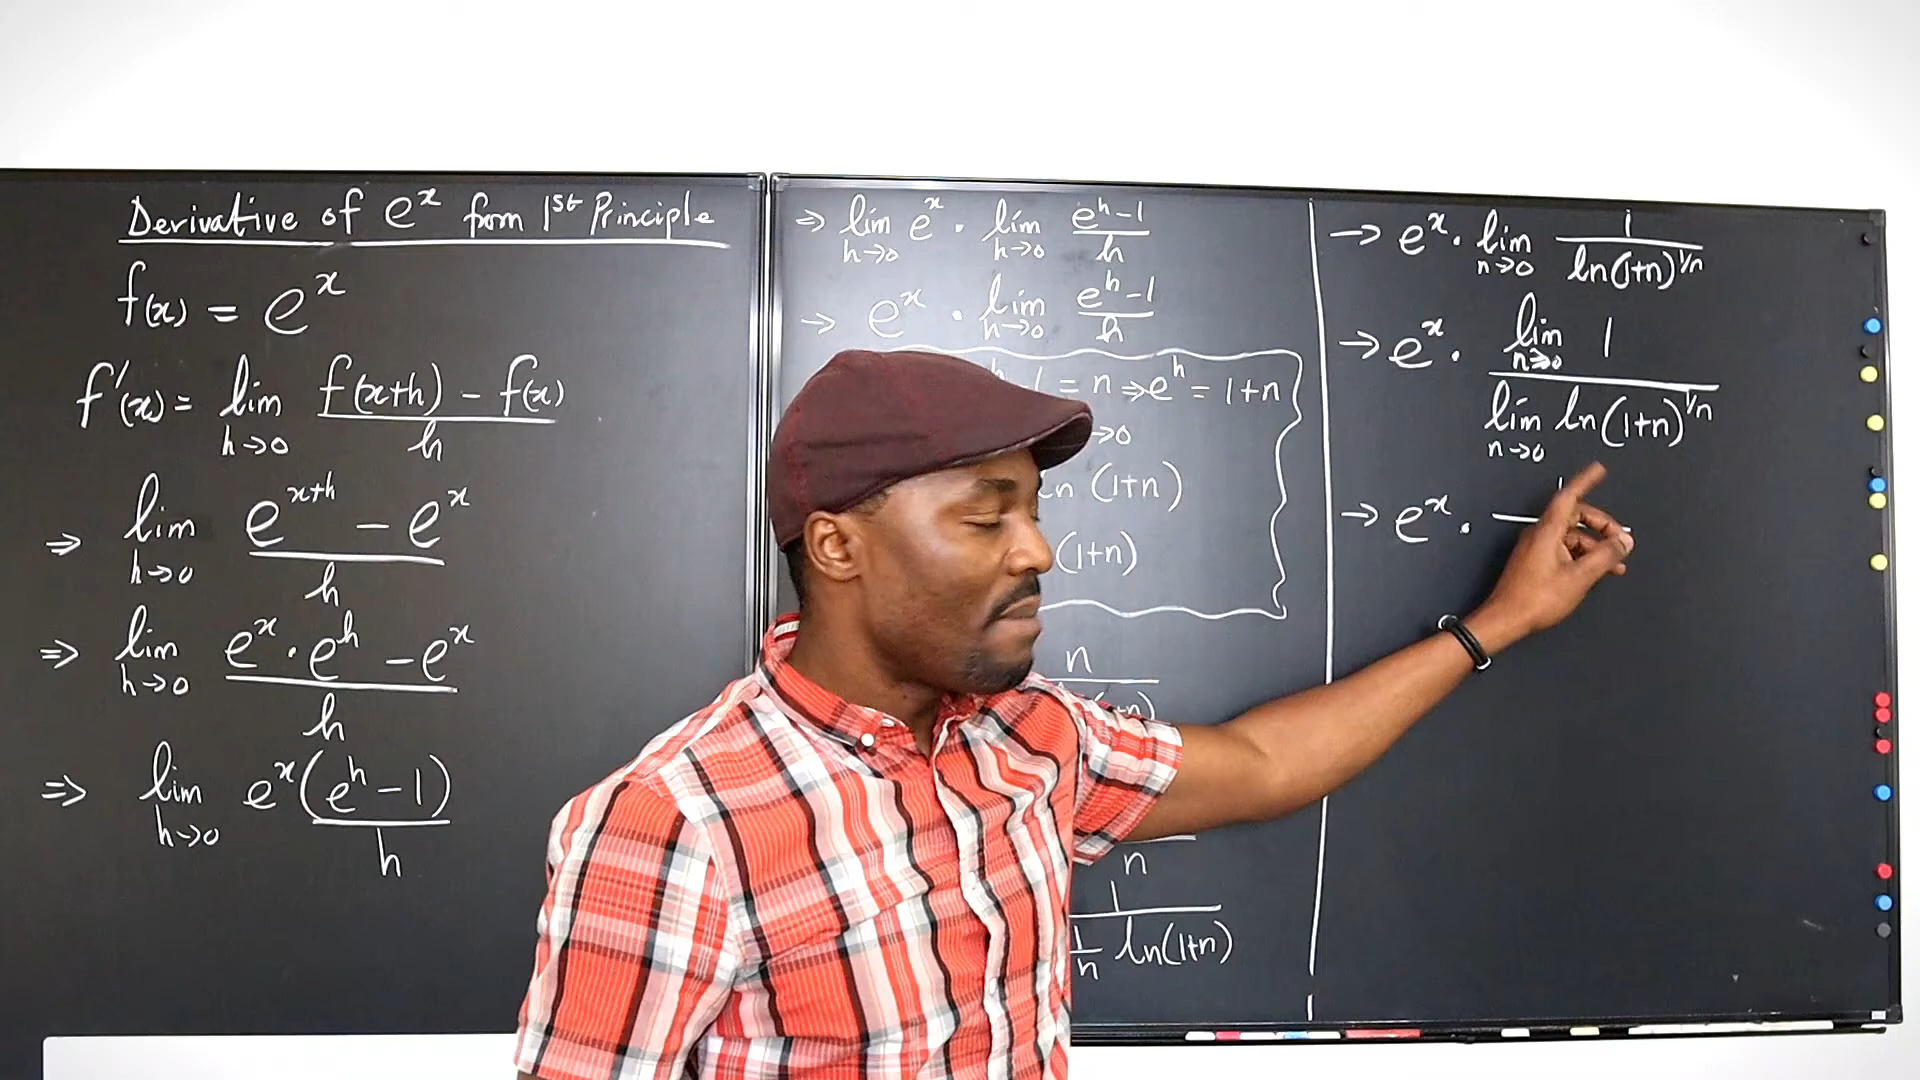 Derivative of e^x from 1st Principle
f(x) = e^x
f'(x) = lim h→0 (f(x+h) - f(x))/h
⇒ lim h→0 (e^(x+h) - e^x)/h
⇒ lim h→0 (e^x · e^h - e^x)/h
⇒ lim h→0 e^x(e^h - 1)/h
⇒ lim h→0 e^x · lim h→0 (e^h - 1)/h
→ e^x · lim h→0 (e^h - 1)/h
= n ⇒ e^h = 1+n
→0
ln (1+n)
(1+n)
n
n
1/(1/n ln(1+n))
→ e^x · lim n→0 1/(ln(1+n)^(1/n))
→ e^x · (lim n→0 1)/(lim n→0 ln(1+n)^(1/n))
→ e^x ·